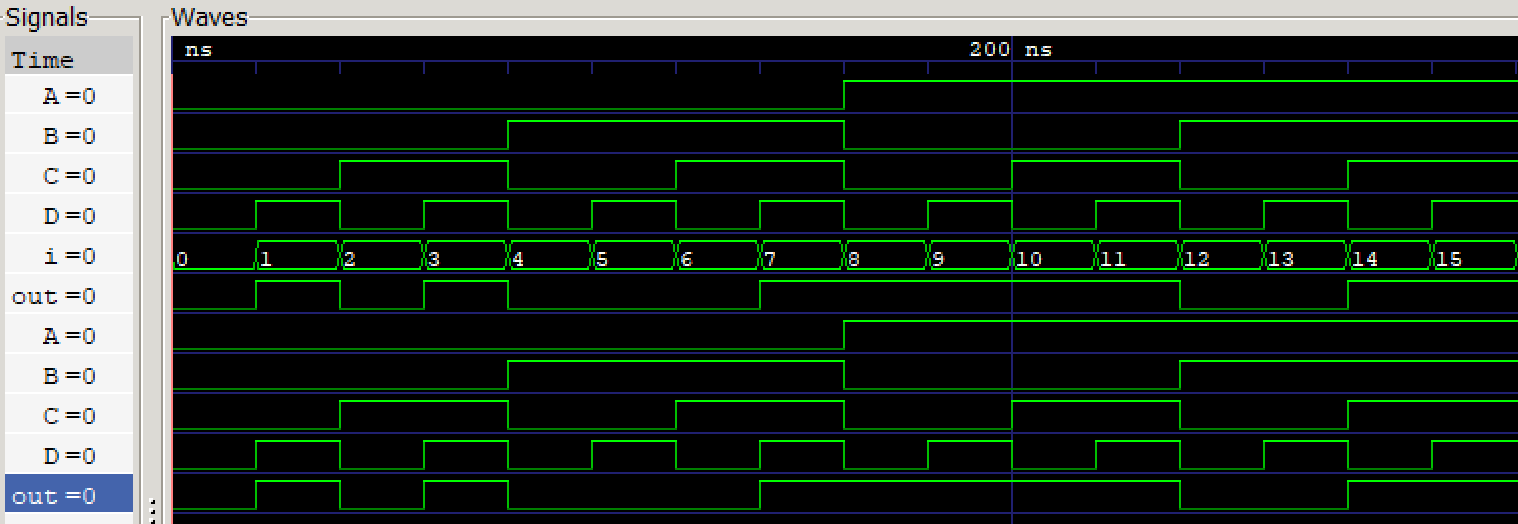 Signals Waves
Time ns 200 ns
A =0
B =0
C =0
D =0
i =0 0 1 2 3 4 5 6 7 8 9 10 11 12 13 14 15
out =0
A =0
B =0
C =0
D =0
out =0